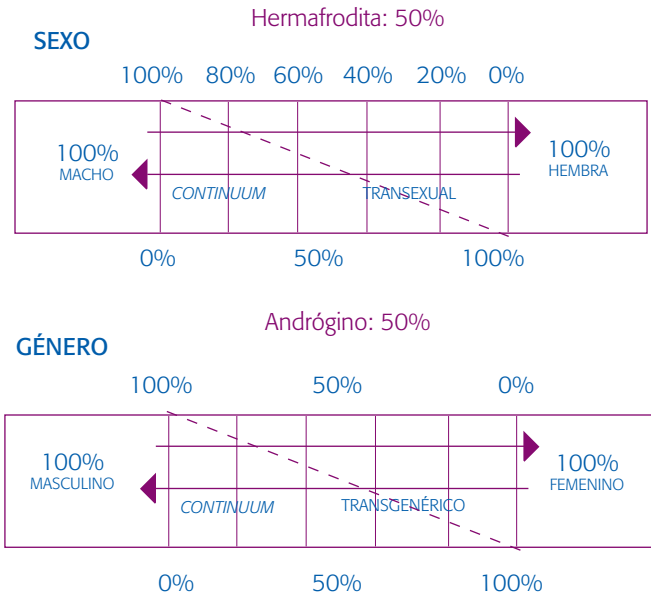 Hermafrodita: 50%
SEXO
100% 80% 60% 40% 20% 0%
100%
MACHO
100%
HEMBRA
CONTINUUM TRANSEXUAL
0% 50% 100%
Andrógino: 50%
GÉNERO
100% 50% 0%
100%
MASCULINO
100%
FEMENINO
CONTINUUM TRANSGENÉRICO
0% 50% 100%